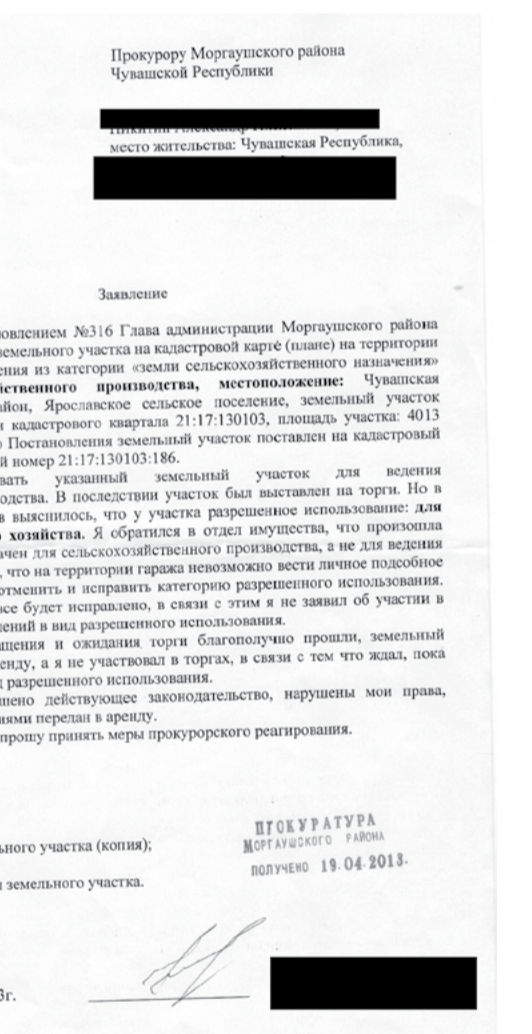 Прокурору Моргаушского района
Чувашской Республики
место жительства: Чувашская Республика,
Заявление
овлением №316 Глава администрации Моргаушского района
земельного участка на кадастровой карте (плане) на территории
ения из категории «земли сельскохозяйственного назначения»
йственного производства, местоположение: Чувашская
айон, Ярославское сельское поселение, земельный участок
и кадастрового квартала 21:17:130103, площадь участка: 4013
о Постановления земельный участок поставлен на кадастровый
й номер 21:17:130103:186.
вать указанный земельный участок для ведения
одства. В последствии участок был выставлен на торги. Но в
в выяснилось, что у участка разрешенное использование: для
о хозяйства. Я обратился в отдел имущества, что произошла
ачен для сельскохозяйственного производства, а не для ведения
, что на территории гаража невозможно вести личное подсобное
отменить и исправить категорию разрешенного использования.
все будет исправлено, в связи с этим я не заявил об участии в
ений в вид разрешенного использования.
ащения и ожидания торги благополучно прошли, земельный
енду, а я не участвовал в торгах, в связи с тем что ждал, пока
д разрешенного использования.
шено действующее законодательство, нарушены мои права,
иями передан в аренду.
прошу принять меры прокурорского реагирования.
ПРОКУРАТУРА
МОРГАУШСКОГО РАЙОНА
ПОЛУЧЕНО 19.04.2013.
ьного участка (копия);
и земельного участка.
3г.